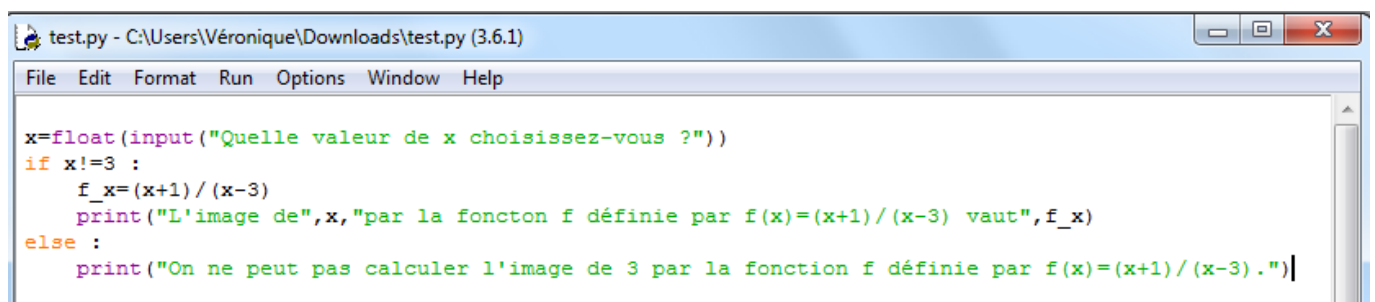 test.py - C:\Users\Véronique\Downloads\test.py (3.6.1)
File Edit Format Run Options Window Help
x=float(input("Quelle valeur de x choisissez-vous ?"))
if x!=3 :
    f_x=(x+1)/(x-3)
    print("L'image de",x,"par la foncton f définie par f(x)=(x+1)/(x-3) vaut",f_x)
else :
    print("On ne peut pas calculer l'image de 3 par la fonction f définie par f(x)=(x+1)/(x-3).")